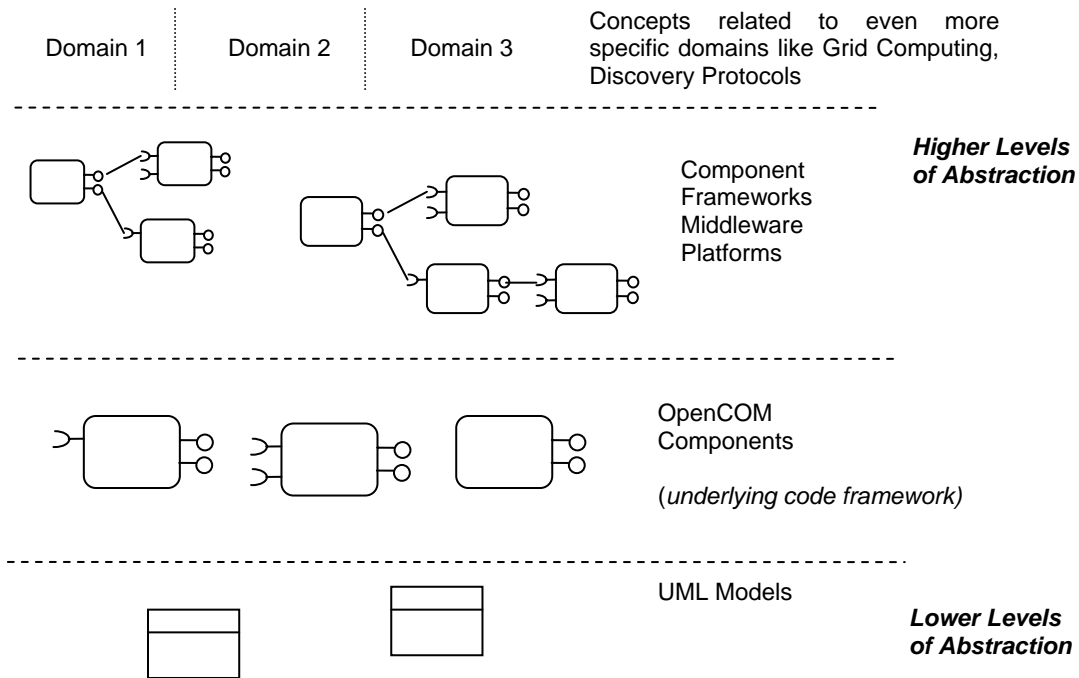 Domain 1
Domain 2
Domain 3
Concepts related to even more
specific domains like Grid Computing,
Discovery Protocols
Higher Levels
of Abstraction
Component
Frameworks
Middleware
Platforms
OpenCOM
Components
(underlying code framework)
UML Models
Lower Levels
of Abstraction